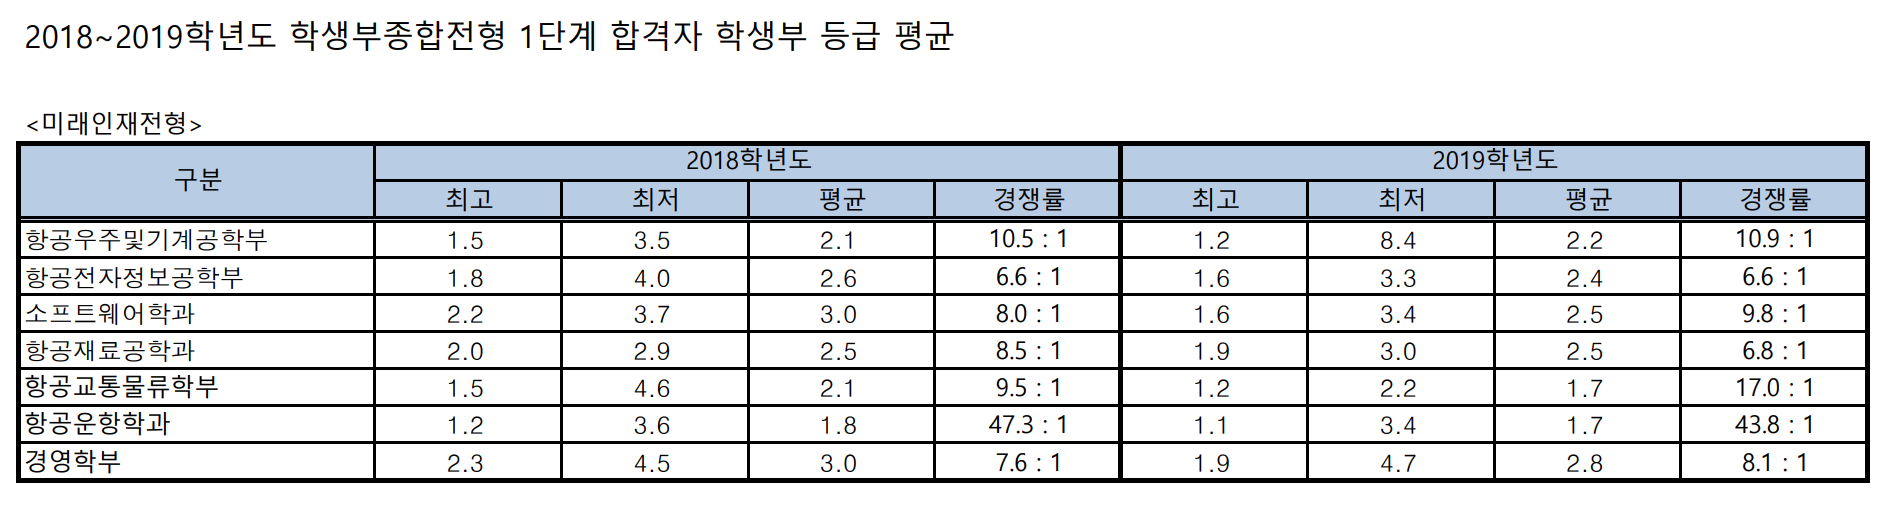 2018~2019학년도 학생부종합전형 1단계 합격자 학생부 등급 평균
<미래인재전형>
구분 2018학년도 2019학년도
최고 최저 평균 경쟁률 최고 최저 평균 경쟁률
항공우주및기계공학부 1.5 3.5 2.1 10.5 : 1 1.2 8.4 2.2 10.9 : 1
항공전자정보공학부 1.8 4.0 2.6 6.6 : 1 1.6 3.3 2.4 6.6 : 1
소프트웨어학과 2.2 3.7 3.0 8.0 : 1 1.6 3.4 2.5 9.8 : 1
항공재료공학과 2.0 2.9 2.5 8.5 : 1 1.9 3.0 2.5 6.8 : 1
항공교통물류학부 1.5 4.6 2.1 9.5 : 1 1.2 2.2 1.7 17.0 : 1
항공운항학과 1.2 3.6 1.8 47.3 : 1 1.1 3.4 1.7 43.8 : 1
경영학부 2.3 4.5 3.0 7.6 : 1 1.9 4.7 2.8 8.1 : 1